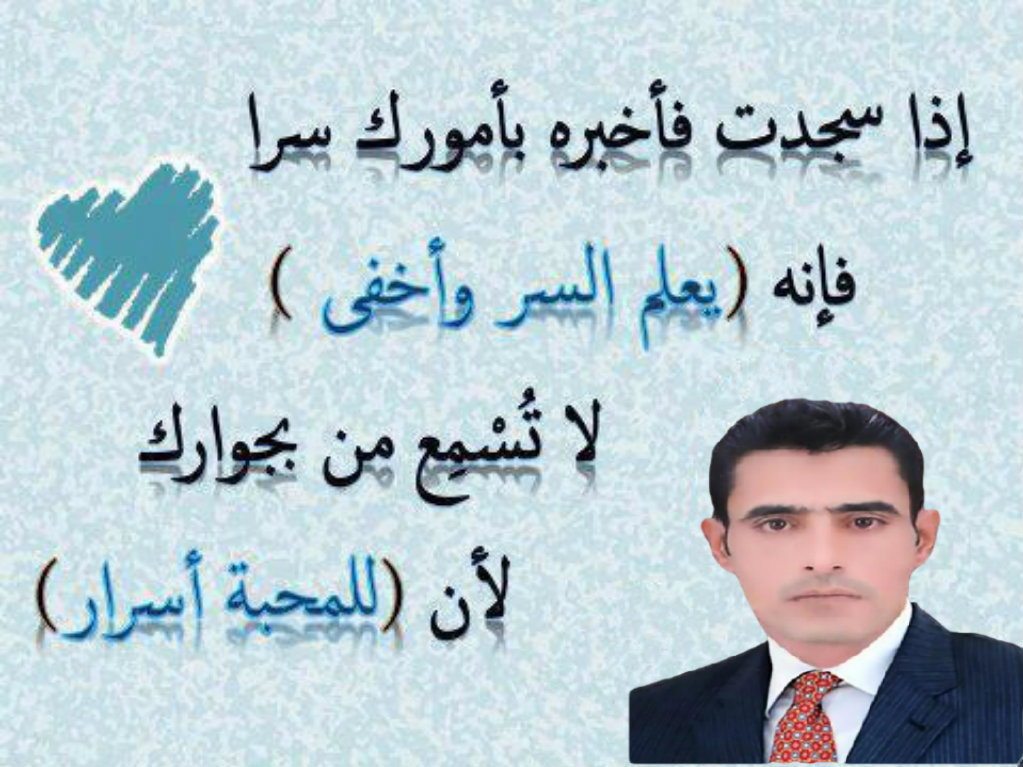 إذا سجدت فأخبره بأمورك سرا
فإنه (يعلم السر وأخفى )
لا تُسْمِع من بجوارك
لأن (للمحبة أسرار)